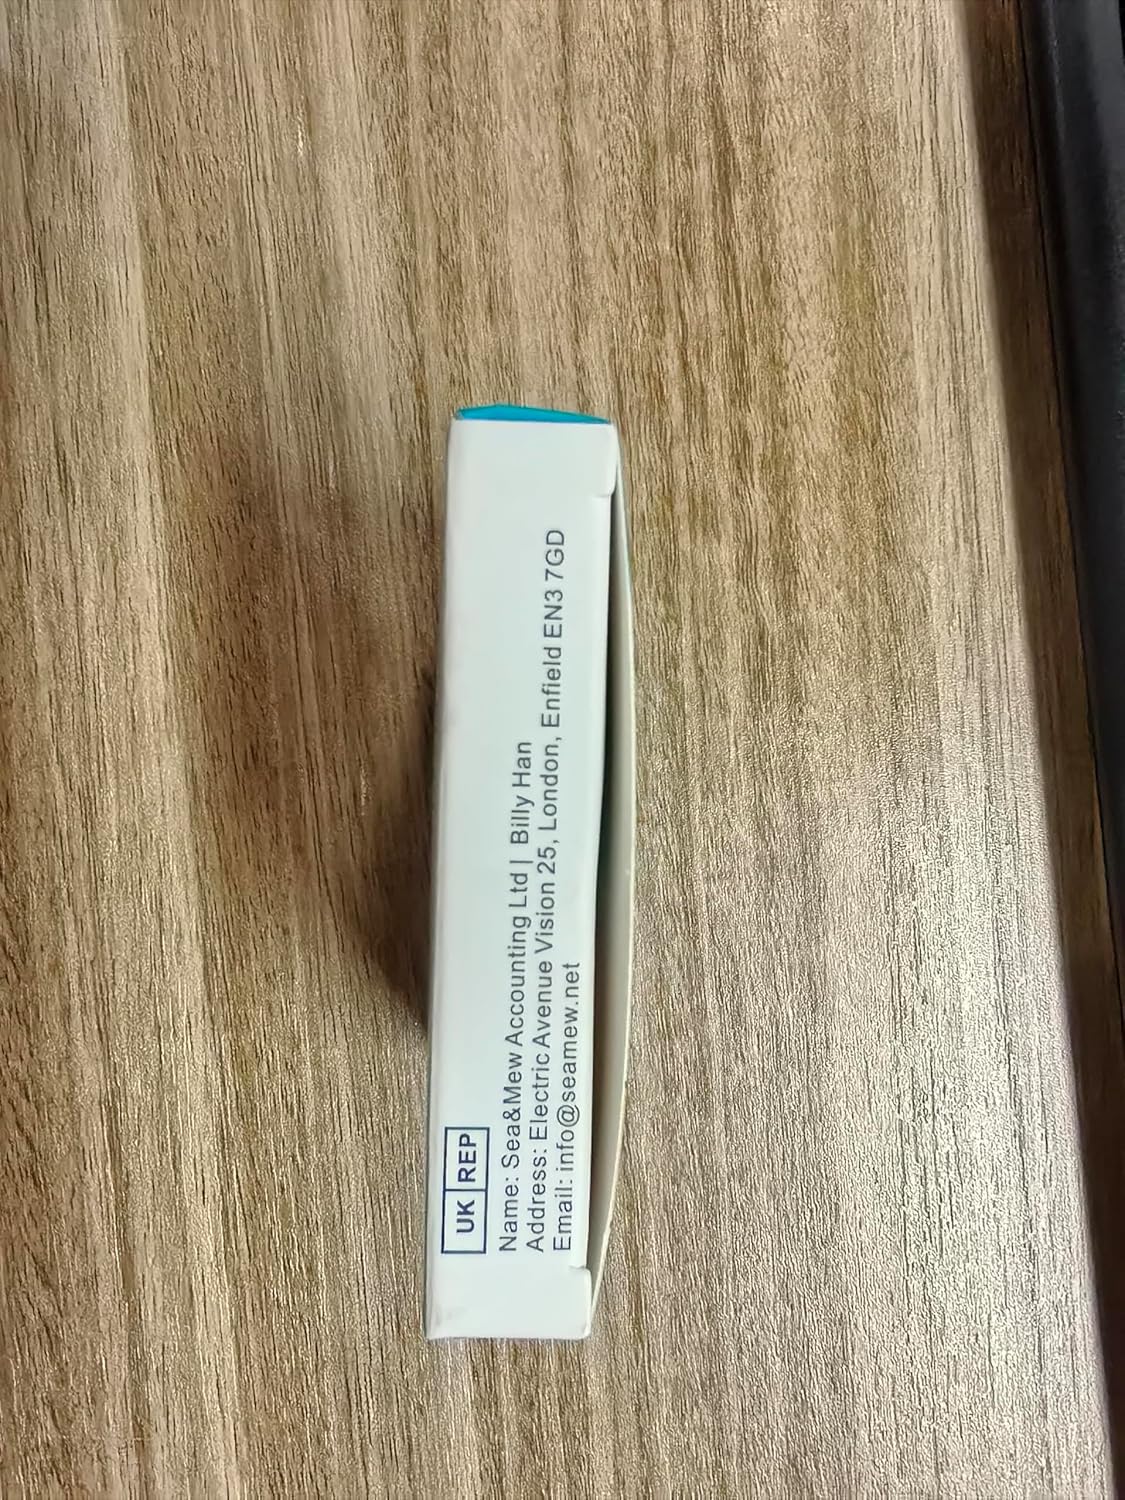 UK REP
Name: Sea&Mew Accounting Ltd | Billy Han
Address: Electric Avenue Vision 25, London, Enfield EN3 7GD
Email: info@seamew.net